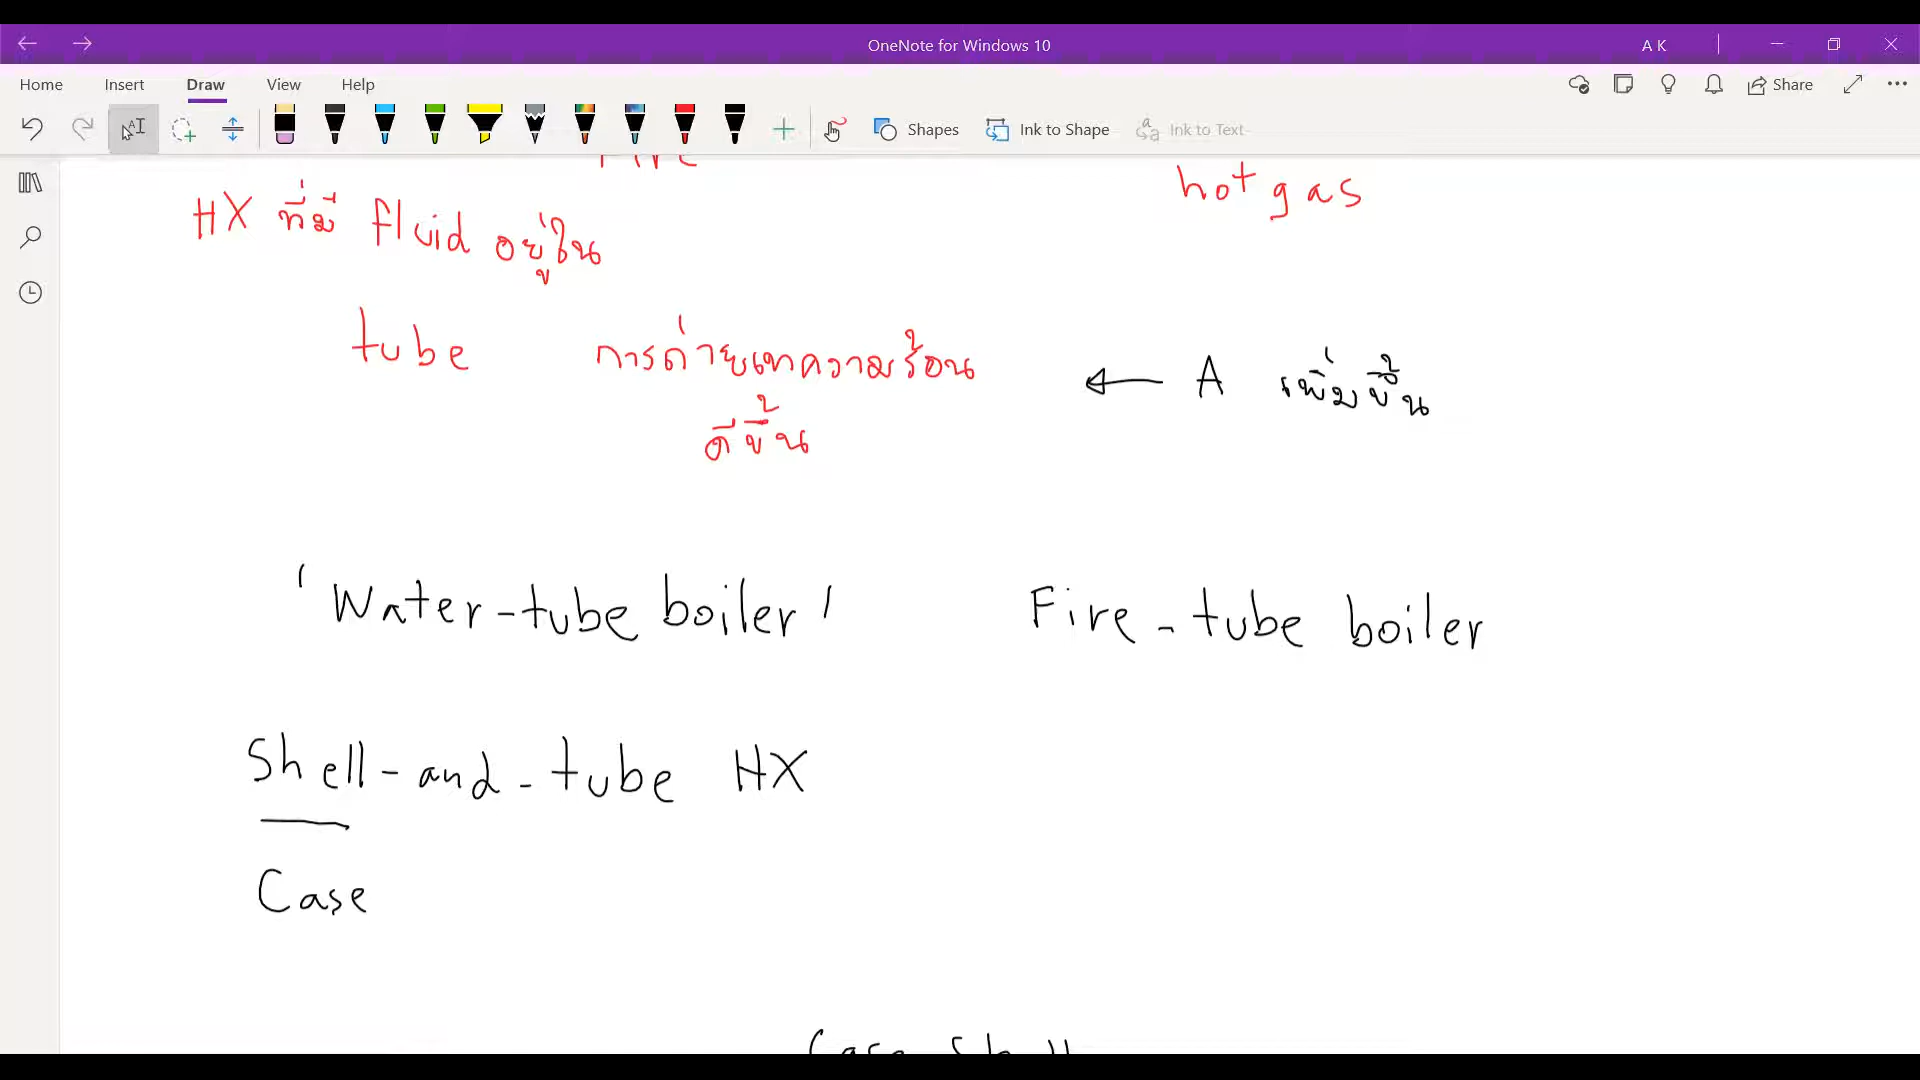 OneNote for Windows 10
A K
Home Insert Draw View Help
Share
Shapes Ink to Shape Ink to Text
Fire
hot gas
HX ที่มี fluid อยู่ใน
tube การถ่ายเทความร้อน
ดีขึ้น
← A เพิ่มขึ้น
'Water-tube boiler' Fire-tube boiler
Shell-and-tube HX
Case
Case Shell